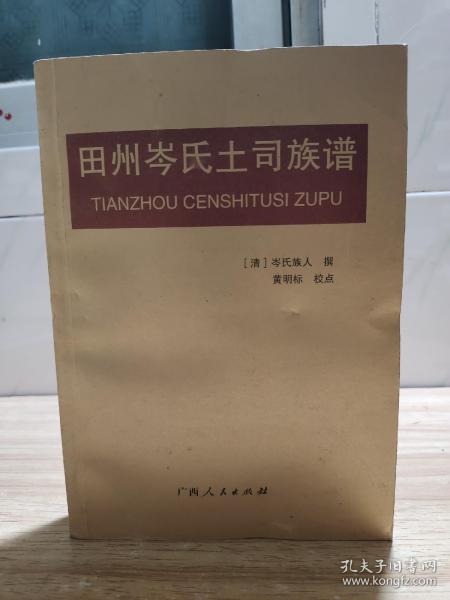 田州岑氏土司族谱
TIANZHOU CENSHITUSI ZUPU
[清] 岑氏族人 撰
黄明标 校点
广西人民出版社
孔夫子旧书网
www.kongfz.com